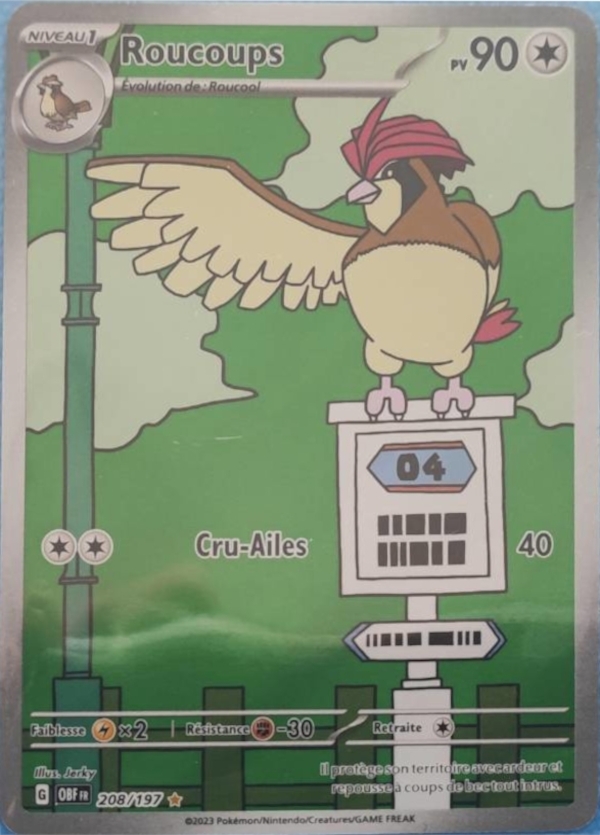 NIVEAU 1
Roucoups
PV 90
Évolution de : Roucool
04
Cru-Ailes 40
Faiblesse ×2 Résistance -30 Retraite
Illus. Jerky
Il protège son territoire avec ardeur et
repousse à coups de bec tout intrus.
G OBF FR 208/197
©2023 Pokémon/Nintendo/Creatures/GAME FREAK